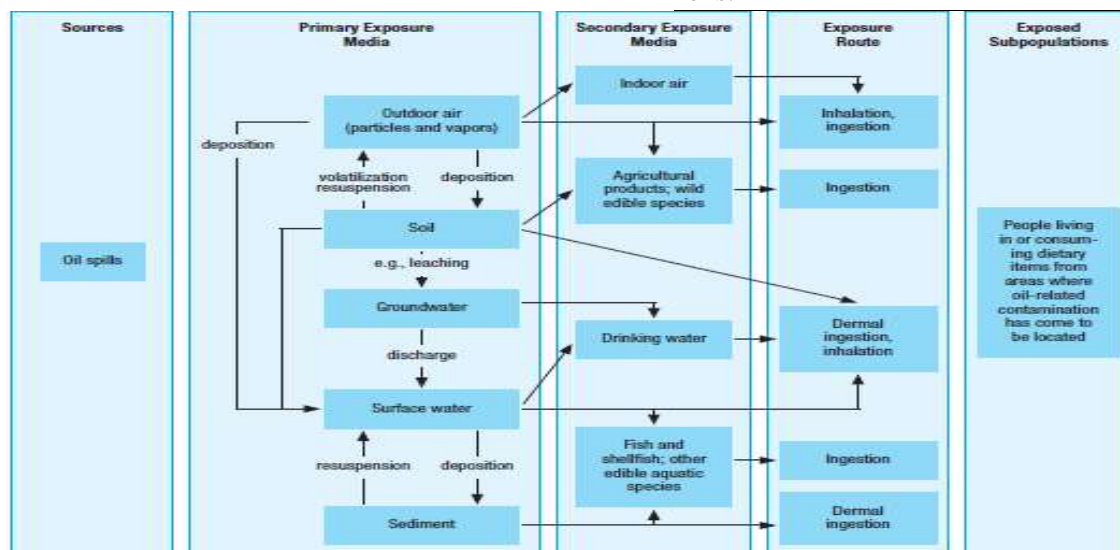 Sources
Primary Exposure
Media
Secondary Exposure
Media
Exposure
Route
Exposed
Subpopulations
Indoor air
Outdoor air
(particles and vapors)
Inhalation,
ingestion
deposition
volatilization
resuspension
deposition
Agricultural
products; wild
edible species
Ingestion
Soil
Oil spills
e.g., leaching
People living
in or consum-
ing dietary
items from
areas where
oil-related
contamination
has come to
be located
Groundwater
Drinking water
Dermal
ingestion,
inhalation
discharge
Surface water
resuspension
deposition
Fish and
shellfish; other
edible aquatic
species
Ingestion
Sediment
Dermal
ingestion